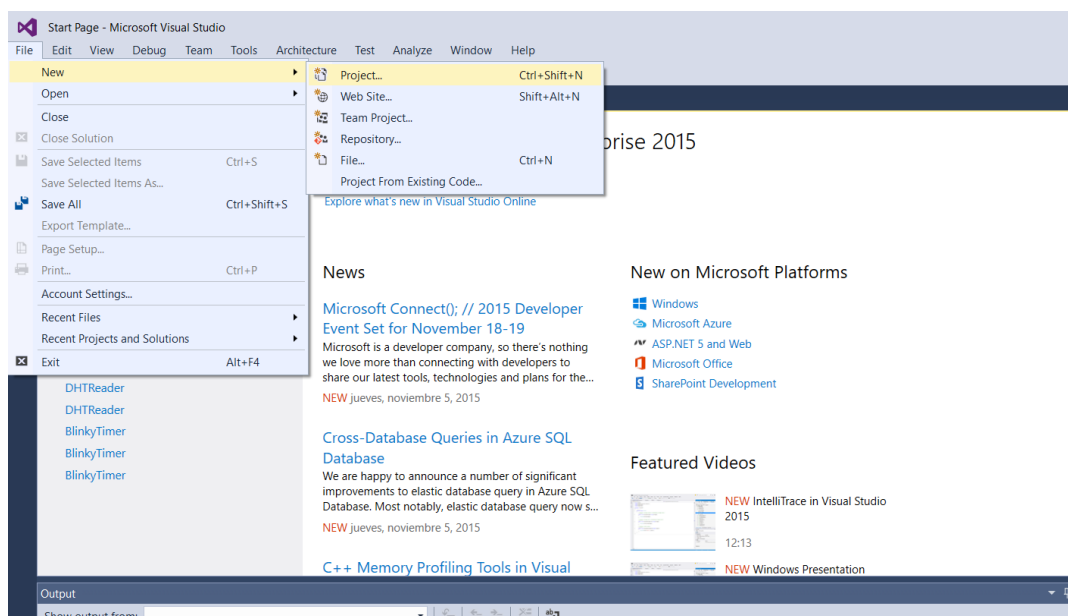 Start Page - Microsoft Visual Studio
File Edit View Debug Team Tools Architecture Test Analyze Window Help
New
Open
Close
Close Solution
Save Selected Items Ctrl+S
Save Selected Items As...
Save All Ctrl+Shift+S
Export Template...
Page Setup...
Print... Ctrl+P
Account Settings...
Recent Files
Recent Projects and Solutions
Exit Alt+F4
Project... Ctrl+Shift+N
Web Site... Shift+Alt+N
Team Project...
Repository...
File... Ctrl+N
Project From Existing Code...
DHTReader
DHTReader
BlinkyTimer
BlinkyTimer
BlinkyTimer
prise 2015
Explore what's new in Visual Studio Online
News
Microsoft Connect(); // 2015 Developer
Event Set for November 18-19
Microsoft is a developer company, so there's nothing
we love more than connecting with developers to
share our latest tools, technologies and plans for the...
NEW jueves, noviembre 5, 2015
Cross-Database Queries in Azure SQL
Database
We are happy to announce a number of significant
improvements to elastic database query in Azure SQL
Database. Most notably, elastic database query now s...
NEW jueves, noviembre 5, 2015
C++ Memory Profiling Tools in Visual
New on Microsoft Platforms
Windows
Microsoft Azure
ASP.NET 5 and Web
Microsoft Office
SharePoint Development
Featured Videos
NEW IntelliTrace in Visual Studio
2015
12:13
NEW Windows Presentation
Output
Show output from: